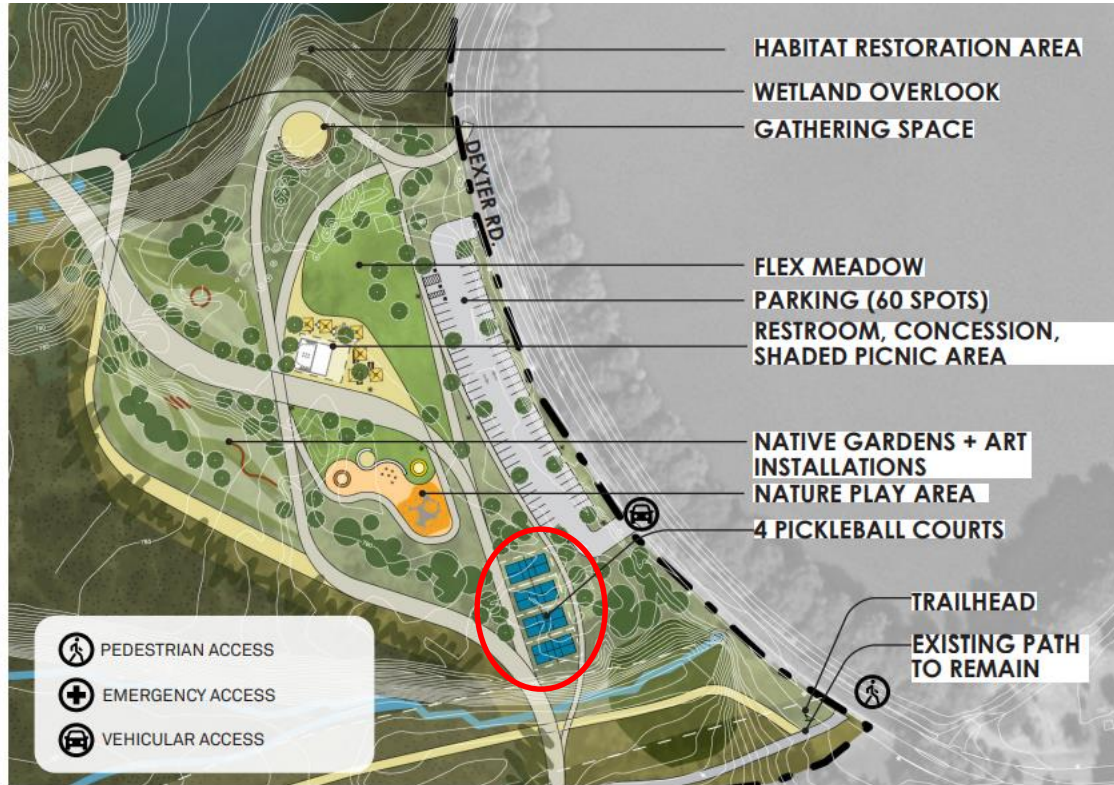 HABITAT RESTORATION AREA
WETLAND OVERLOOK
GATHERING SPACE
DEXTER RD.
FLEX MEADOW
PARKING (60 SPOTS)
RESTROOM, CONCESSION,
SHADED PICNIC AREA
NATIVE GARDENS + ART
INSTALLATIONS
NATURE PLAY AREA
4 PICKLEBALL COURTS
TRAILHEAD
EXISTING PATH
TO REMAIN
PEDESTRIAN ACCESS
EMERGENCY ACCESS
VEHICULAR ACCESS